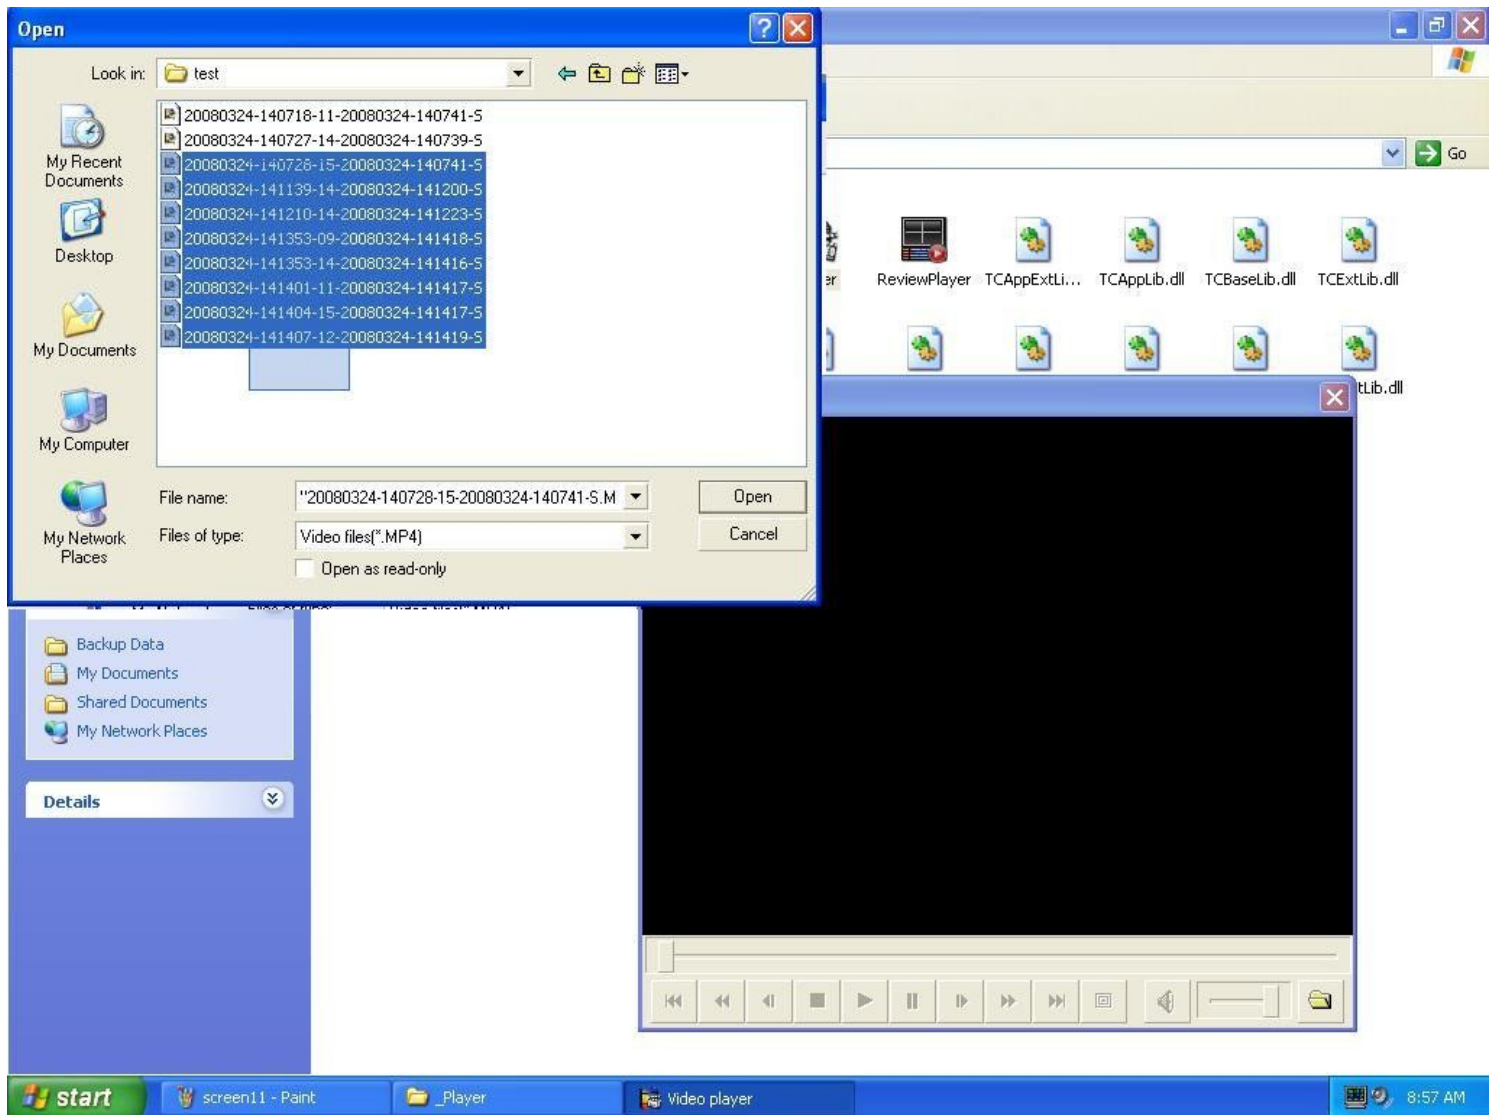 Open
Look in: test
20080324-140718-11-20080324-140741-S
20080324-140727-14-20080324-140739-S
20080324-140728-15-20080324-140741-S
20080324-141139-14-20080324-141200-S
20080324-141210-14-20080324-141223-S
20080324-141353-09-20080324-141418-S
20080324-141353-14-20080324-141416-S
20080324-141401-11-20080324-141417-S
20080324-141404-15-20080324-141417-S
20080324-141407-12-20080324-141419-S
My Recent
Documents
Desktop
My Documents
My Computer
My Network
Places
File name: "20080324-140728-15-20080324-140741-S.M Open
Files of type: Video files(*.MP4) Cancel
Open as read-only
Go
er ReviewPlayer TCAppExtLi... TCAppLib.dll TCBaseLib.dll TCExtLib.dll
tLib.dll
Backup Data
My Documents
Shared Documents
My Network Places
Details
start screen11 - Paint _Player Video player 8:57 AM